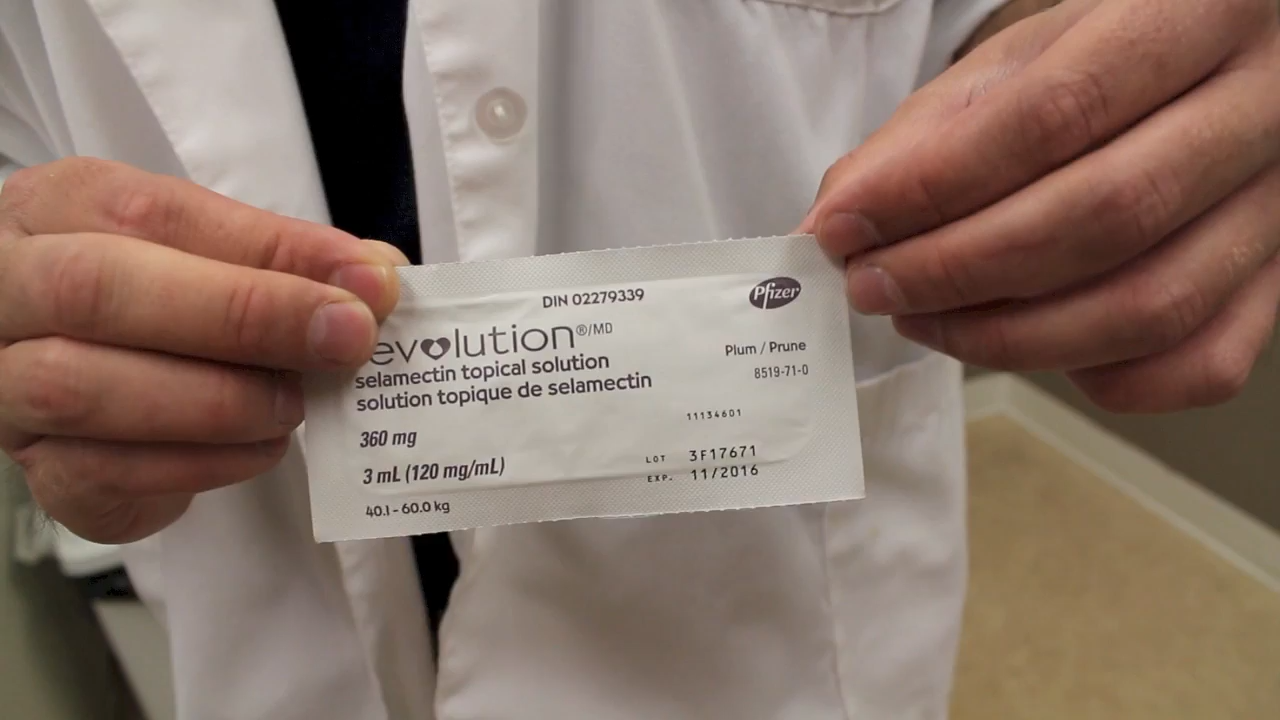 DIN 02279339
Pfizer
evolution®/MD
selamectin topical solution
solution topique de selamectin
Plum / Prune
8519-71-0
11134601
360 mg
3 mL (120 mg/mL)
LOT 3F17671
EXP. 11/2016
40.1 - 60.0 kg